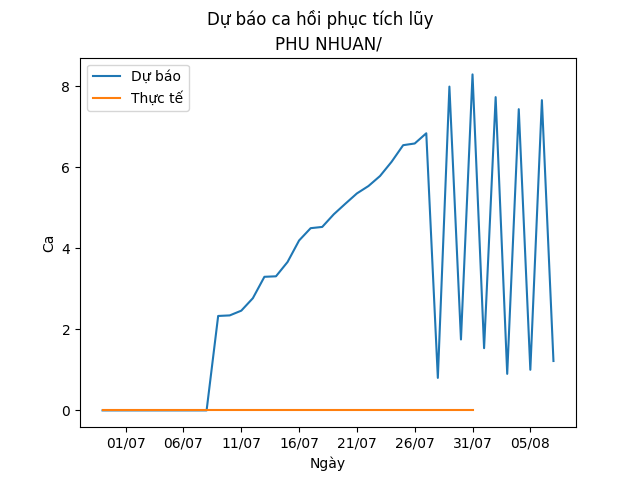 Dự báo ca hồi phục tích lũy
PHU NHUAN/
Dự báo
Thực tế
8
6
4
2
0
Ca
01/07 06/07 11/07 16/07 21/07 26/07 31/07 05/08
Ngày